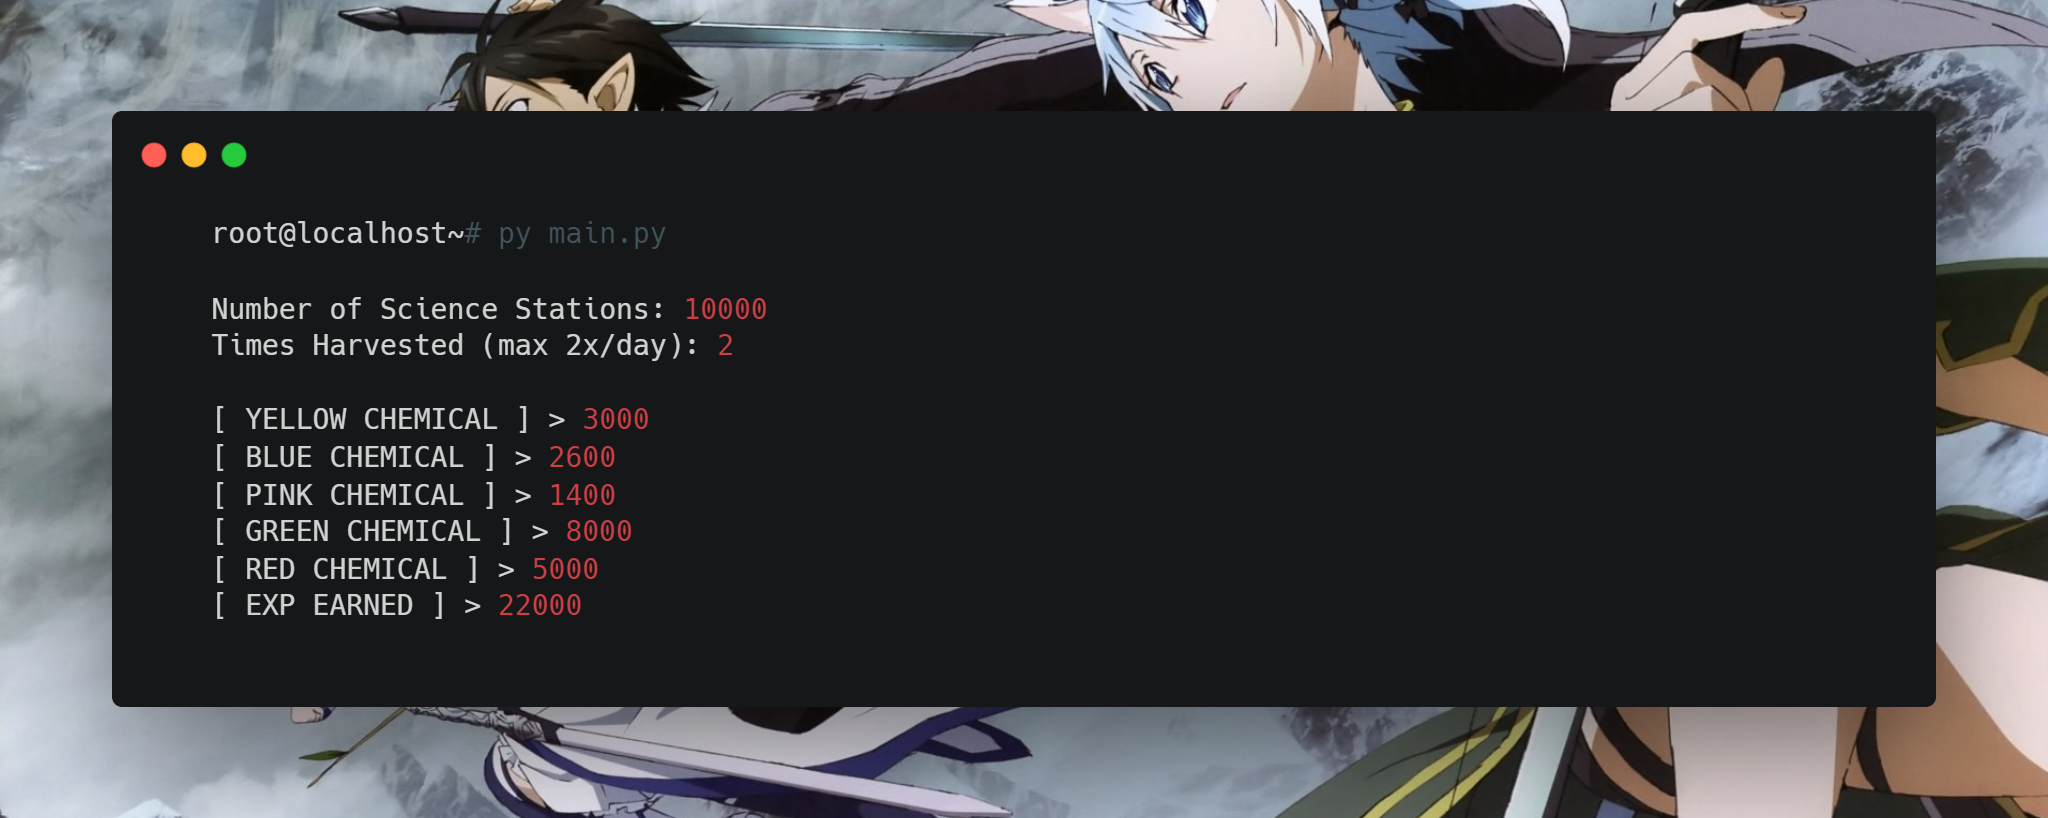 root@localhost~# py main.py
Number of Science Stations: 10000
Times Harvested (max 2x/day): 2
[ YELLOW CHEMICAL ] > 3000
[ BLUE CHEMICAL ] > 2600
[ PINK CHEMICAL ] > 1400
[ GREEN CHEMICAL ] > 8000
[ RED CHEMICAL ] > 5000
[ EXP EARNED ] > 22000